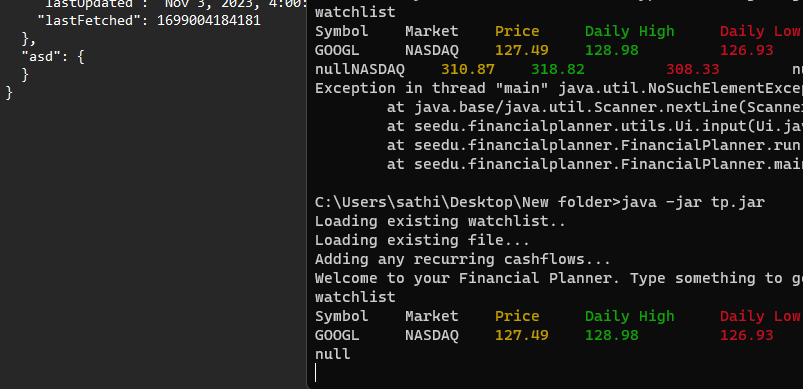 "lastUpdated": "Nov 3, 2023, 4:00:
"lastFetched": 1699004184181
},
"asd": {
}
}
watchlist
Symbol Market Price Daily High Daily Low
GOOGL NASDAQ 127.49 128.98 126.93
nullNASDAQ 310.87 318.82 308.33 nu
Exception in thread "main" java.util.NoSuchElementExcep
at java.base/java.util.Scanner.nextLine(Scanne
at seedu.financialplanner.utils.Ui.input(Ui.ja
at seedu.financialplanner.FinancialPlanner.run
at seedu.financialplanner.FinancialPlanner.mai
C:\Users\sathi\Desktop\New folder>java -jar tp.jar
Loading existing watchlist..
Loading existing file...
Adding any recurring cashflows...
Welcome to your Financial Planner. Type something to g
watchlist
Symbol Market Price Daily High Daily Low
GOOGL NASDAQ 127.49 128.98 126.93
null